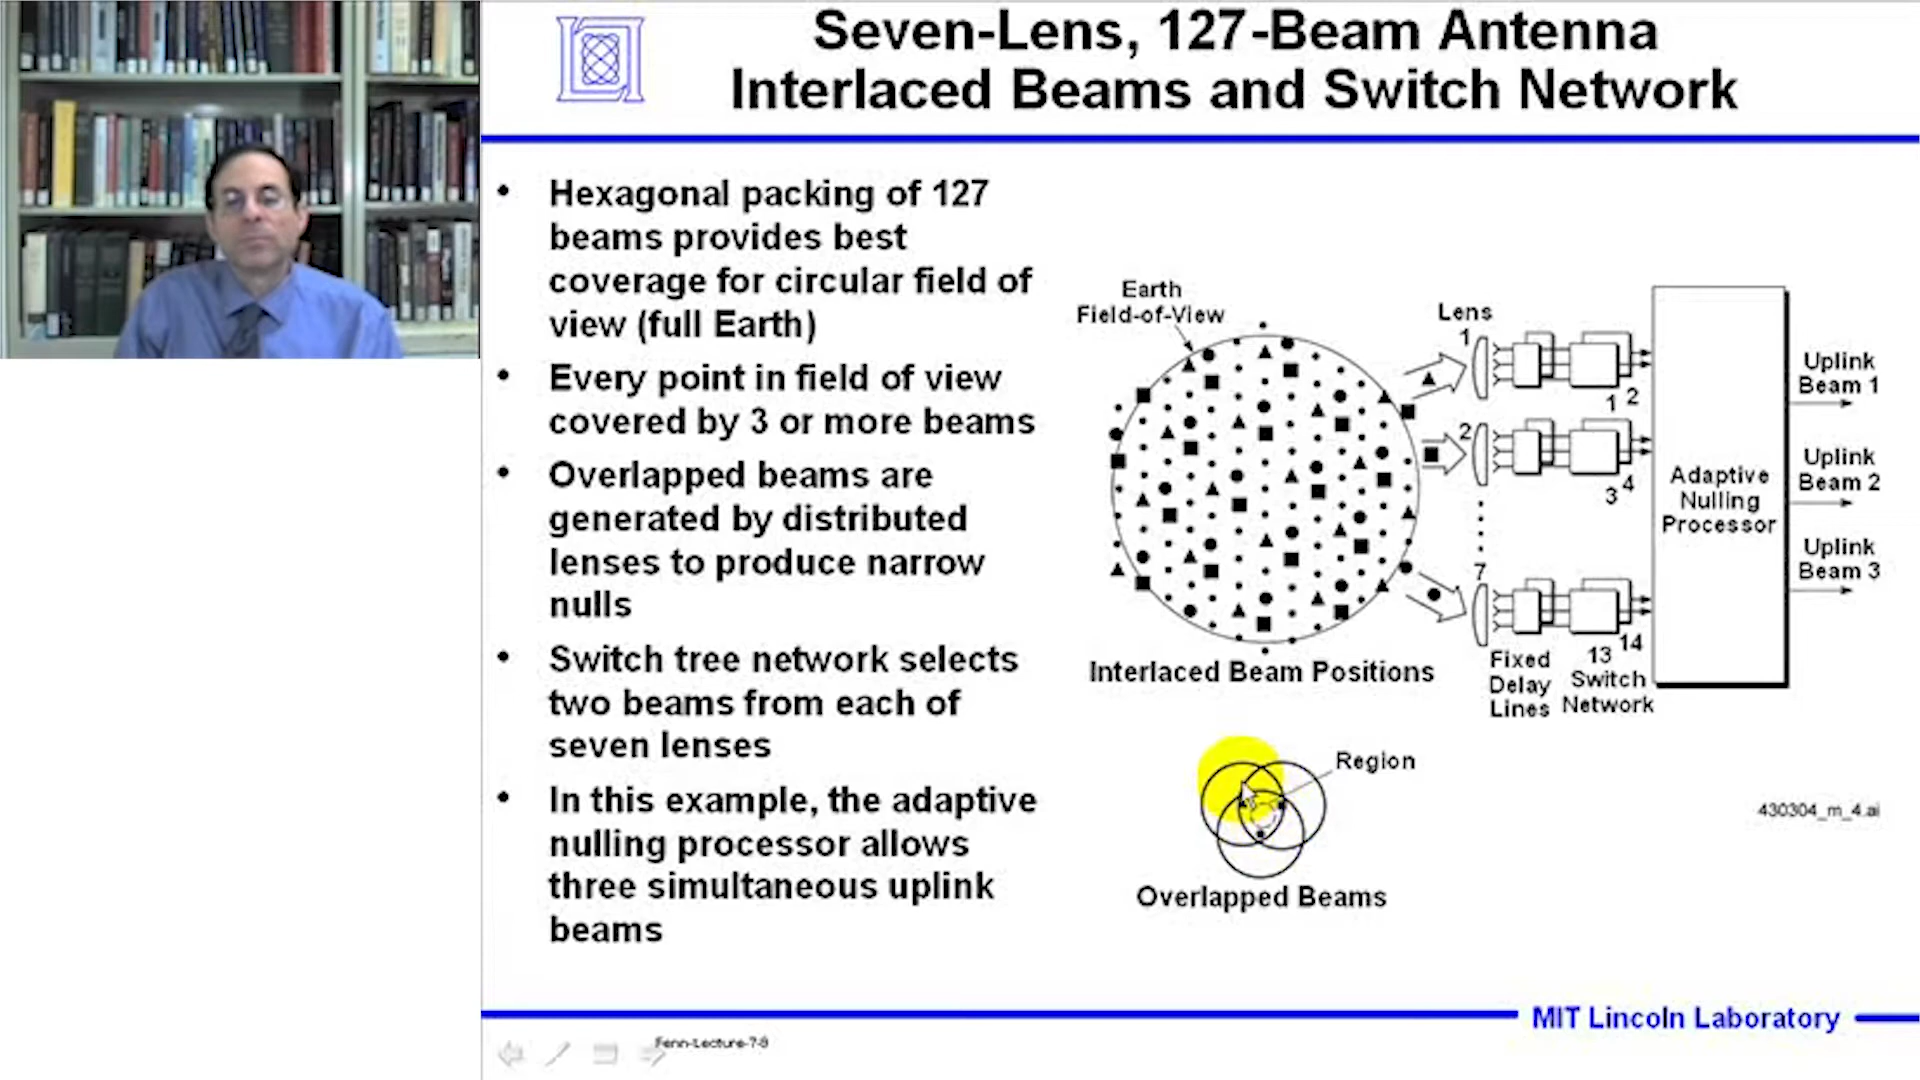 Seven-Lens, 127-Beam Antenna
Interlaced Beams and Switch Network
• Hexagonal packing of 127
beams provides best
coverage for circular field of
view (full Earth)
• Every point in field of view
covered by 3 or more beams
• Overlapped beams are
generated by distributed
lenses to produce narrow
nulls
• Switch tree network selects
two beams from each of
seven lenses
• In this example, the adaptive
nulling processor allows
three simultaneous uplink
beams
Earth
Field-of-View
Interlaced Beam Positions
Lens
1
1 2
2
3 4
7
13 14
Fixed
Delay
Lines
Switch
Network
Adaptive
Nulling
Processor
Uplink
Beam 1
Uplink
Beam 2
Uplink
Beam 3
Region
Overlapped Beams
430304_m_4.ai
MIT Lincoln Laboratory
Fenn-Lecture-7-9